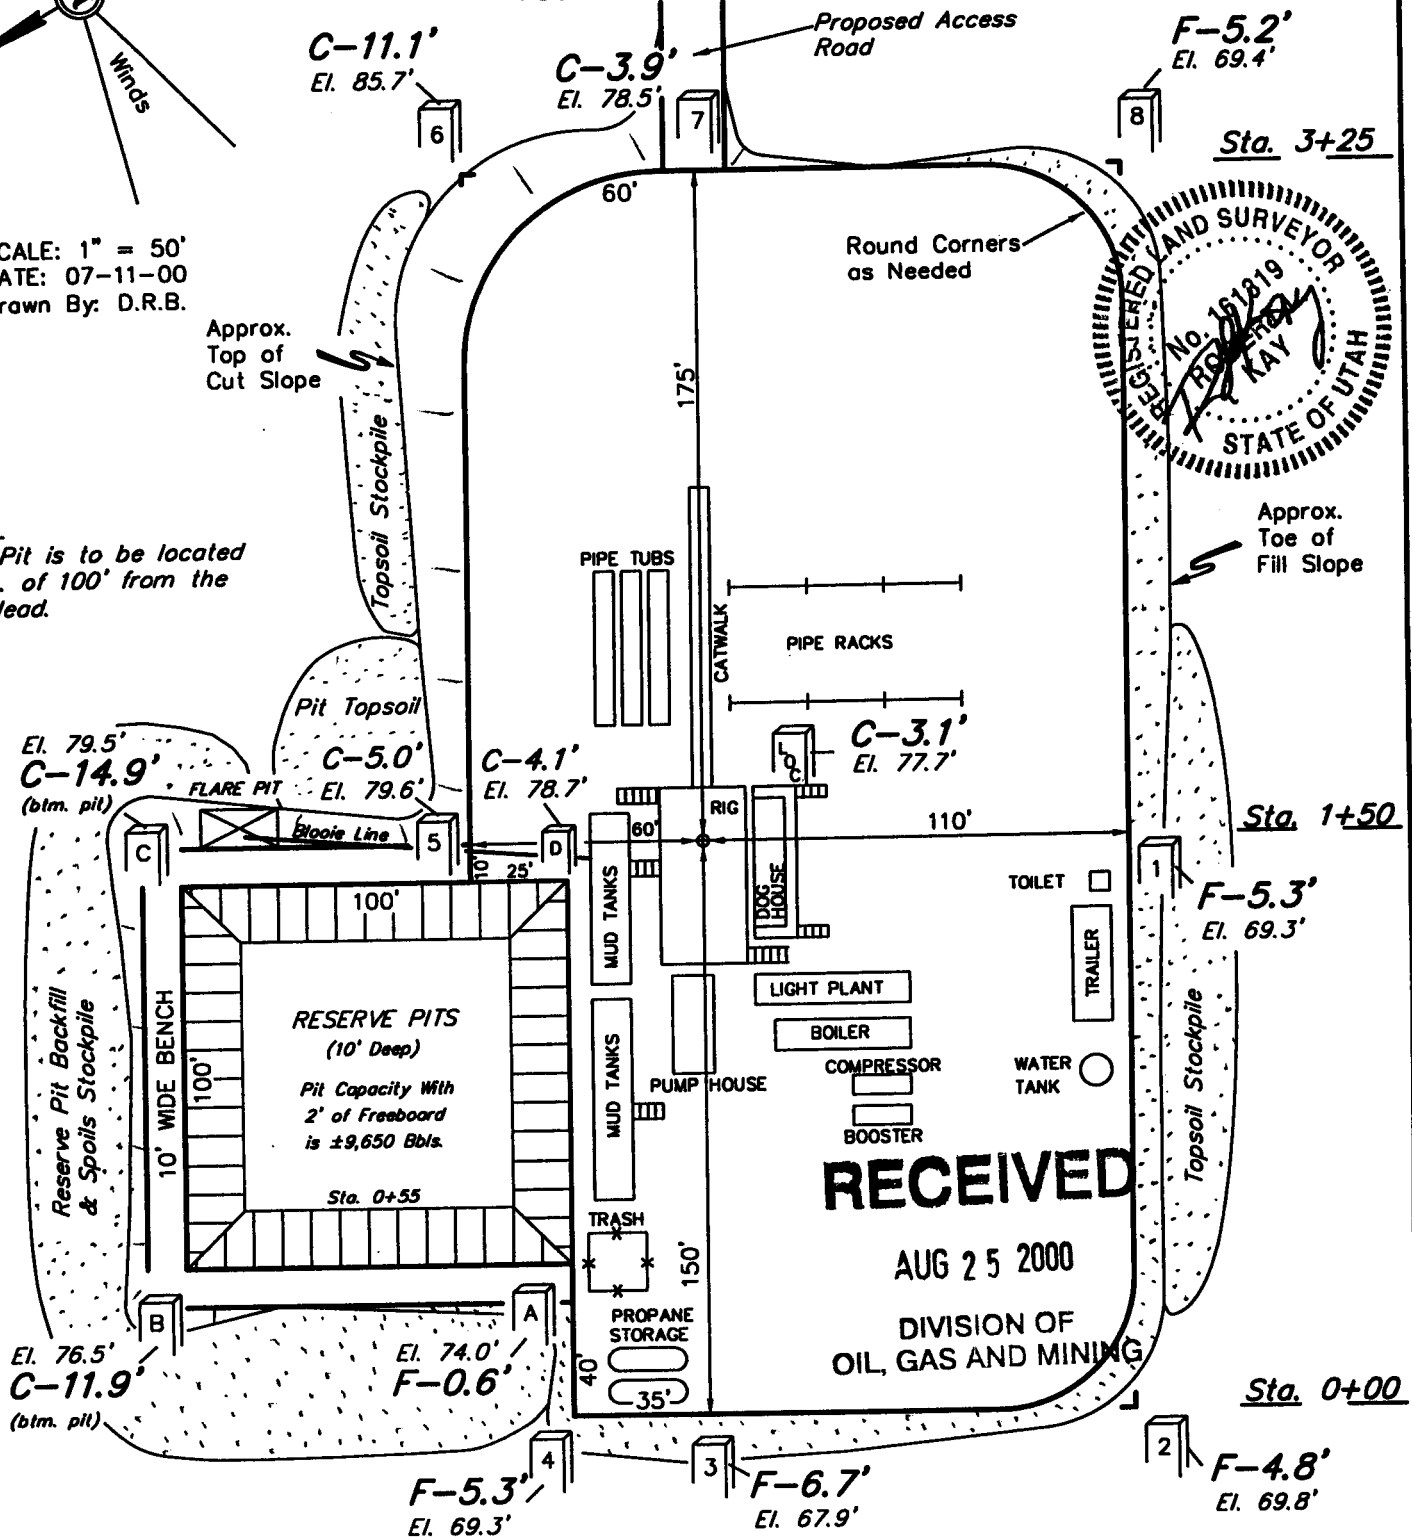 Proposed Access
Road
C-11.1'
El. 85.7'
C-3.9'
El. 78.5'
F-5.2'
El. 69.4'
Winds
6
7
8
Sta. 3+25
60'
CALE: 1" = 50'
ATE: 07-11-00
rawn By: D.R.B.
Round Corners
as Needed
REGISTERED LAND SURVEYOR
No. 161319
KAY
STATE OF UTAH
Approx.
Top of
Cut Slope
175'
Topsoil Stockpile
Approx.
Toe of
Fill Slope
Pit is to be located
. of 100' from the
lead.
PIPE TUBS
CATWALK
PIPE RACKS
Pit Topsoil
El. 79.5'
C-14.9'
(btm. pit)
FLARE PIT
Blooie Line
C-5.0'
El. 79.6'
C-4.1'
El. 78.7'
LOC.
C-3.1'
El. 77.7'
RIG
60'
110'
Sta. 1+50
C
5
D
1
10'
25'
MUD TANKS
DOG HOUSE
TOILET
F-5.3'
El. 69.3'
100'
TRAILER
LIGHT PLANT
BOILER
RESERVE PITS
(10' Deep)
Pit Capacity With
2' of Freeboard
is ±9,650 Bbls.
Sta. 0+55
100'
10' WIDE BENCH
Reserve Pit Backfill
& Spoils Stockpile
MUD TANKS
PUMP HOUSE
COMPRESSOR
BOOSTER
WATER
TANK
Topsoil Stockpile
RECEIVED
AUG 25 2000
DIVISION OF
OIL, GAS AND MINING
TRASH
150'
PROPANE
STORAGE
40'
35'
B
A
El. 76.5'
C-11.9'
(btm. pit)
El. 74.0'
F-0.6'
Sta. 0+00
4
3
2
F-5.3'
El. 69.3'
F-6.7'
El. 67.9'
F-4.8'
El. 69.8'